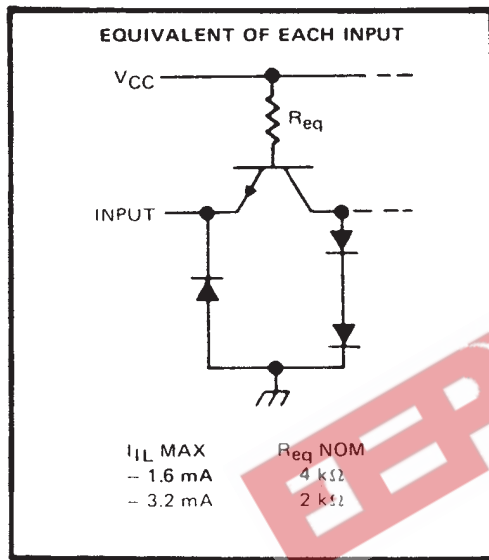 EQUIVALENT OF EACH INPUT
VCC
Req
INPUT
IIL MAX Req NOM
– 1.6 mA 4 kΩ
– 3.2 mA 2 kΩ